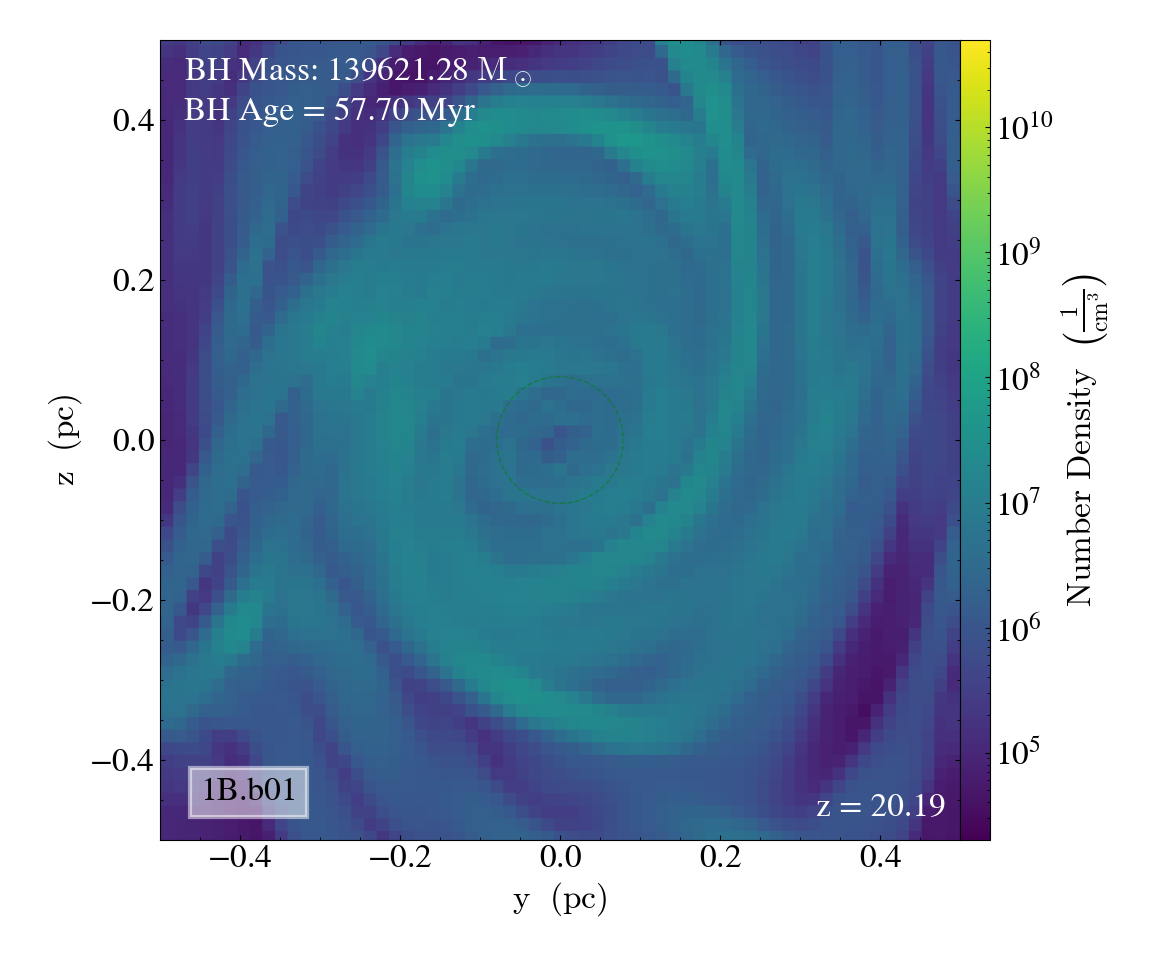 BH Mass: 139621.28 M⊙
BH Age = 57.70 Myr
0.4
0.2
0.0
−0.2
−0.4
z (pc)
1B.b01
z = 20.19
−0.4 −0.2 0.0 0.2 0.4
y (pc)
10^10
10^9
10^8
10^7
10^6
10^5
Number Density (1/cm^3)